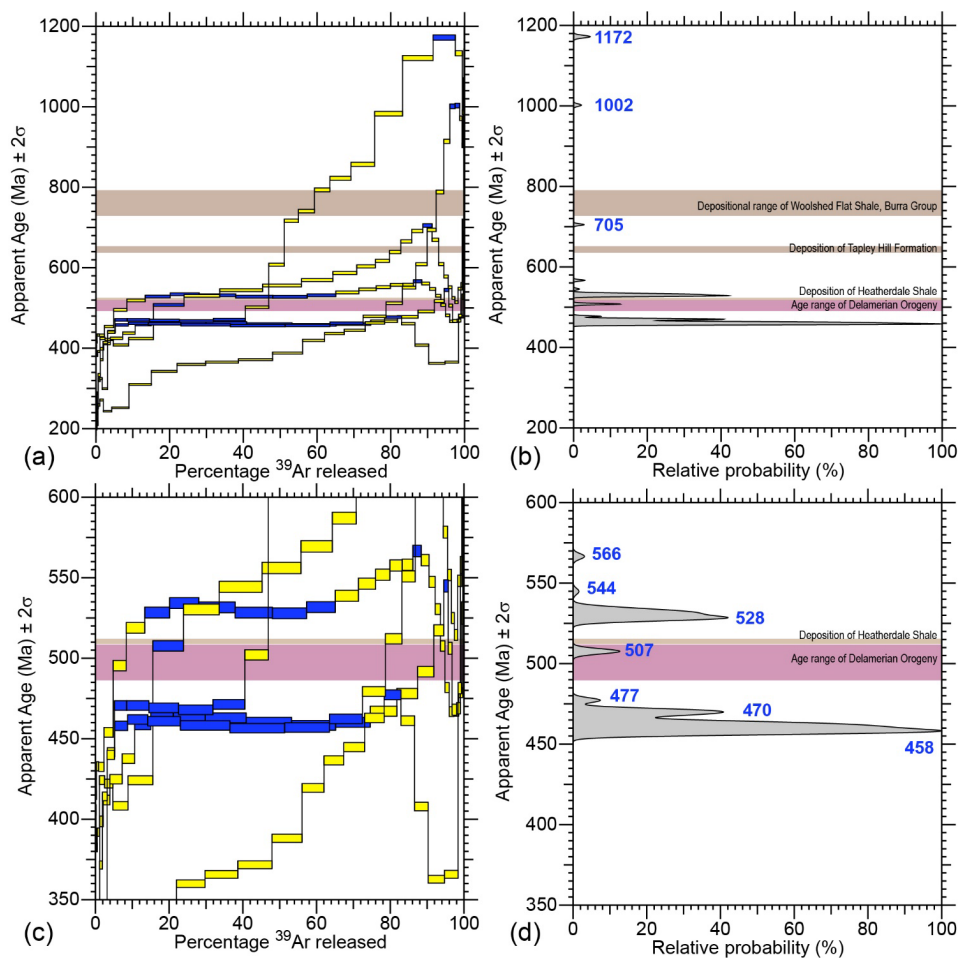 1200
1000
800
600
400
200
Apparent Age (Ma) ± 2σ
0 20 40 60 80 100
(a) Percentage ³⁹Ar released
1200
1000
800
600
400
200
Apparent Age (Ma) ± 2σ
1172
1002
Depositional range of Woolshed Flat Shale, Burra Group
705
Deposition of Tapley Hill Formation
Deposition of Heatherdale Shale
Age range of Delamerian Orogeny
0 20 40 60 80 100
(b) Relative probability (%)
600
550
500
450
400
350
Apparent Age (Ma) ± 2σ
0 20 40 60 80 100
(c) Percentage ³⁹Ar released
600
550
500
450
400
350
Apparent Age (Ma) ± 2σ
566
544
528
Deposition of Heatherdale Shale
507
Age range of Delamerian Orogeny
477
470
458
0 20 40 60 80 100
(d) Relative probability (%)